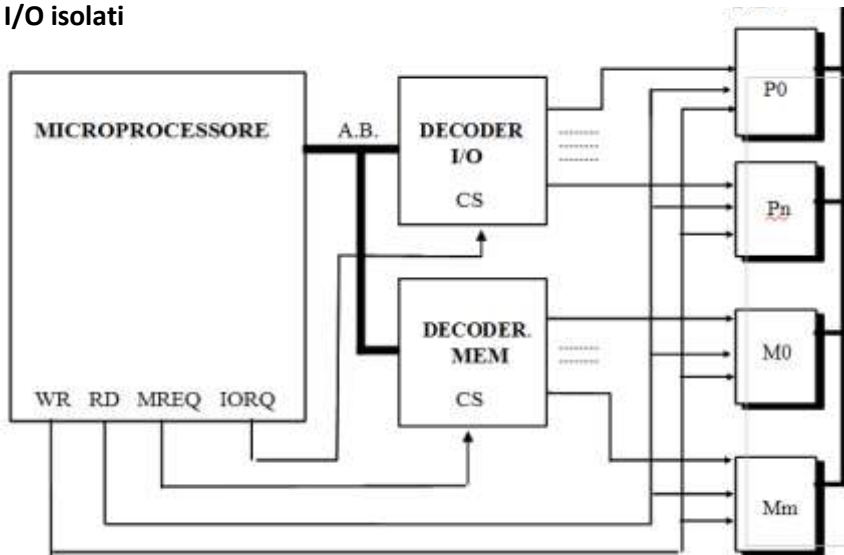 I/O isolati
P0
MICROPROCESSORE
A.B.
DECODER
I/O
CS
Pn
DECODER.
MEM
CS
M0
WR RD MREQ IORQ
Mm